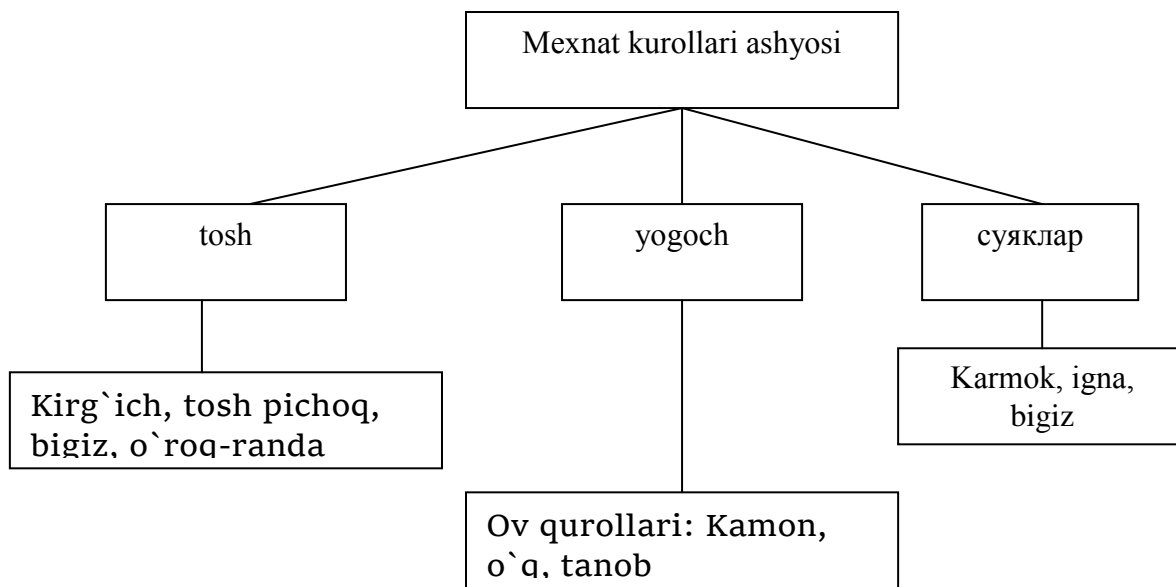 Mexnat kurollari ashyosi
tosh
yogoch
суяклар
Kirg`ich, tosh pichoq,
bigiz, o`roq-randa
Karmok, igna,
bigiz
Ov qurollari: Kamon,
o`q, tanob